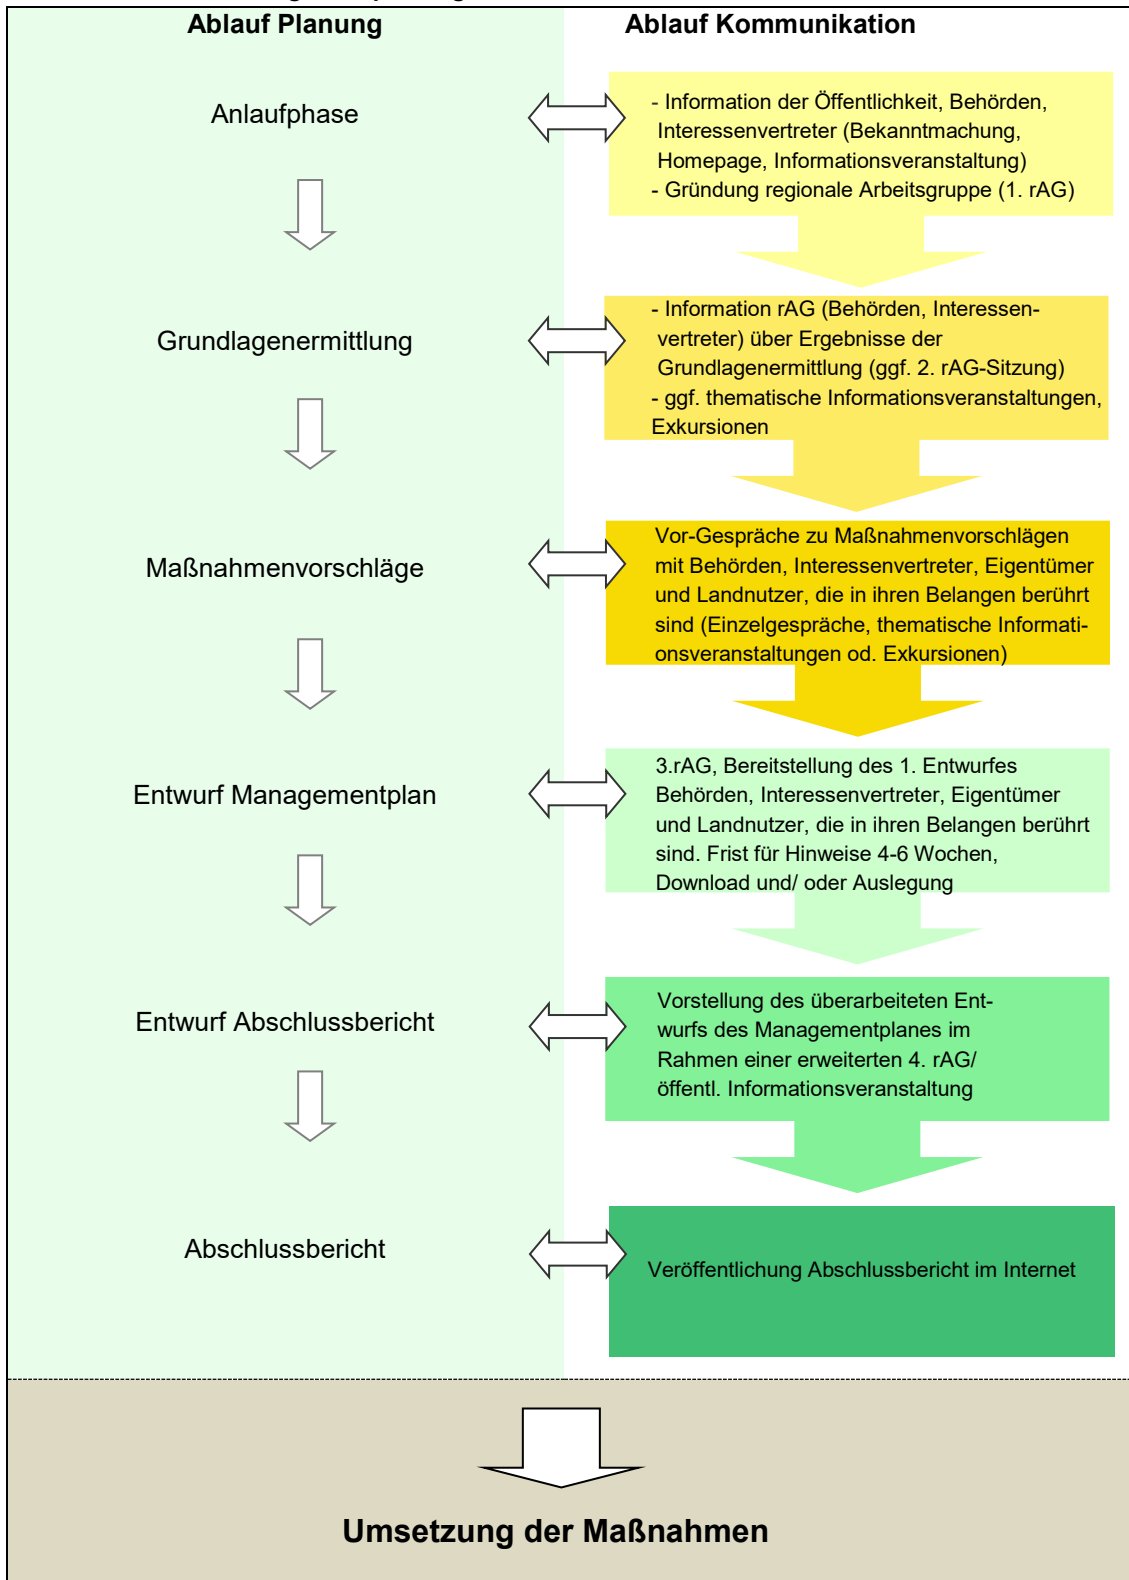 Ablauf Planung
Ablauf Kommunikation
Anlaufphase
- Information der Öffentlichkeit, Behörden,
Interessenvertreter (Bekanntmachung,
Homepage, Informationsveranstaltung)
- Gründung regionale Arbeitsgruppe (1. rAG)
Grundlagenermittlung
- Information rAG (Behörden, Interessen-
vertreter) über Ergebnisse der
Grundlagenermittlung (ggf. 2. rAG-Sitzung)
- ggf. thematische Informationsveranstaltungen,
Exkursionen
Maßnahmenvorschläge
Vor-Gespräche zu Maßnahmenvorschlägen
mit Behörden, Interessenvertreter, Eigentümer
und Landnutzer, die in ihren Belangen berührt
sind (Einzelgespräche, thematische Informati-
onsveranstaltungen od. Exkursionen)
Entwurf Managementplan
3.rAG, Bereitstellung des 1. Entwurfes
Behörden, Interessenvertreter, Eigentümer
und Landnutzer, die in ihren Belangen berührt
sind. Frist für Hinweise 4-6 Wochen,
Download und/ oder Auslegung
Entwurf Abschlussbericht
Vorstellung des überarbeiteten Ent-
wurfs des Managementplanes im
Rahmen einer erweiterten 4. rAG/
öffentl. Informationsveranstaltung
Abschlussbericht
Veröffentlichung Abschlussbericht im Internet
Umsetzung der Maßnahmen